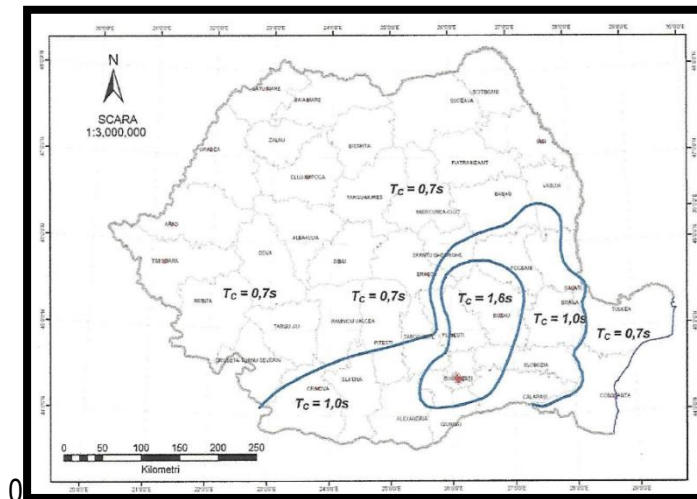 N
SCARA
1:3,000,000
SATU MARE
BAIA MARE
SUCEAVA
BOTOSANI
ORADEA
ZALAU
BISTRITA
IASI
CLUJ-NAPOCA
PIATRA NEAMT
TARGU-MURES
T_C = 0,7s
BACAU
VASLUI
MIERCUREA-CIUC
ARAD
ALBA IULIA
TIMISOARA
DEVA
SIBIU
SFANTU GHEORGHE
BRASOV
FOCSANI
GALATI
RESITA
T_C = 0,7s
T_C = 0,7s
T_C = 1,6s
BRAILA
TULCEA
BUZAU
T_C = 1,0s
TARGU JIU
RAMNICU VALCEA
T_C = 0,7s
PITESTI
PLOIESTI
DROBETA-TURNU SEVERIN
SLOBOZIA
BUCURESTI
CRAIOVA
SLATINA
T_C = 1,0s
CALARASI
CONSTANTA
ALEXANDRIA
GIURGIU
0 50 100 150 200 250
Kilometri
0